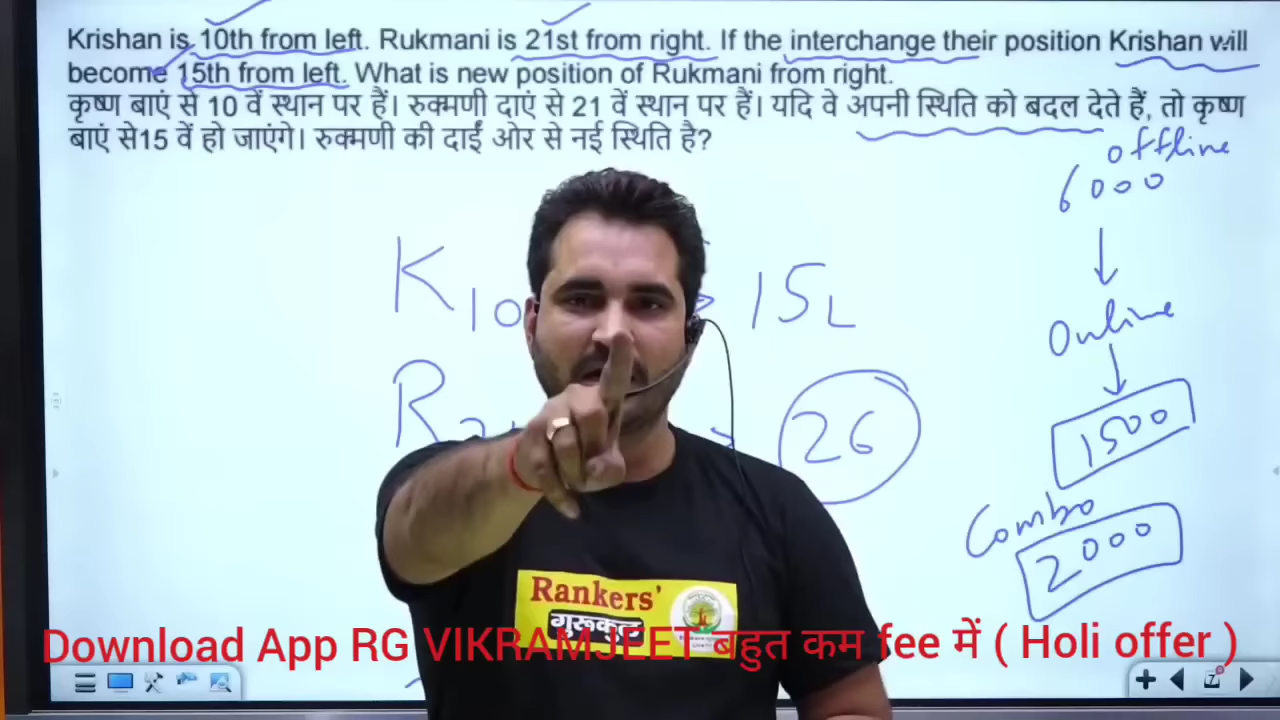 Krishan is 10th from left. Rukmani is 21st from right. If the interchange their position Krishan will
become 15th from left. What is new position of Rukmani from right.
कृष्ण बाएं से 10 वें स्थान पर हैं। रुक्मणी दाएं से 21 वें स्थान पर हैं। यदि वे अपनी स्थिति को बदल देते हैं, तो कृष्ण
बाएं से15 वें हो जाएंगे। रुक्मणी की दाईं ओर से नई स्थिति है?
offline
6000
Online
1500
Combo
2000
K10 15L
R 26
Rankers'
गुरूकुल
Download App RG VIKRAMJEET बहुत कम fee में ( Holi offer )
7